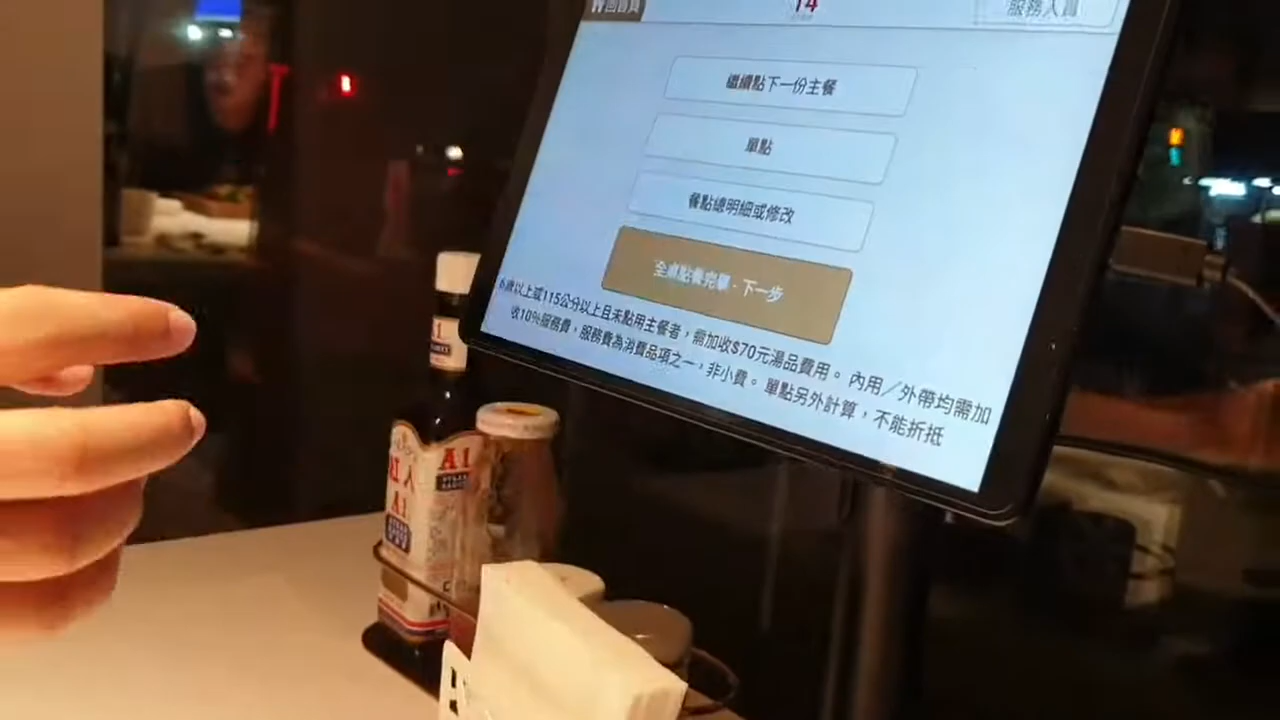 回首頁
14
服務人員
繼續點下一份主餐
單點
餐點總明細或修改
全桌點餐完畢 - 下一步
6歲以上或115公分以上且未點用主餐者，需加收$70元湯品費用。 內用／外帶均需加
收10%服務費，服務費為消費品項之一，非小費。 單點另外計算，不能折抵
A1
A1
A1